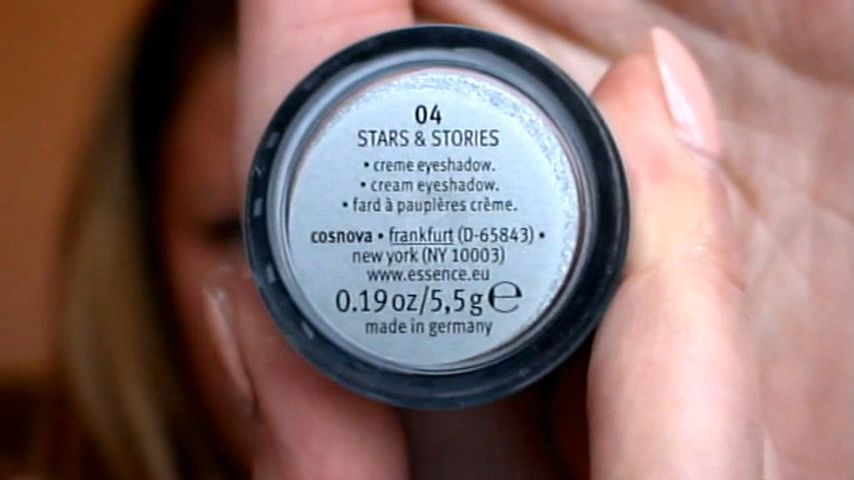 04
STARS & STORIES
• creme eyeshadow.
• cream eyeshadow.
• fard à paupières crème.
cosnova • frankfurt (D-65843) •
new york (NY 10003)
www.essence.eu
0.19 oz/5,5 g ℮
made in germany